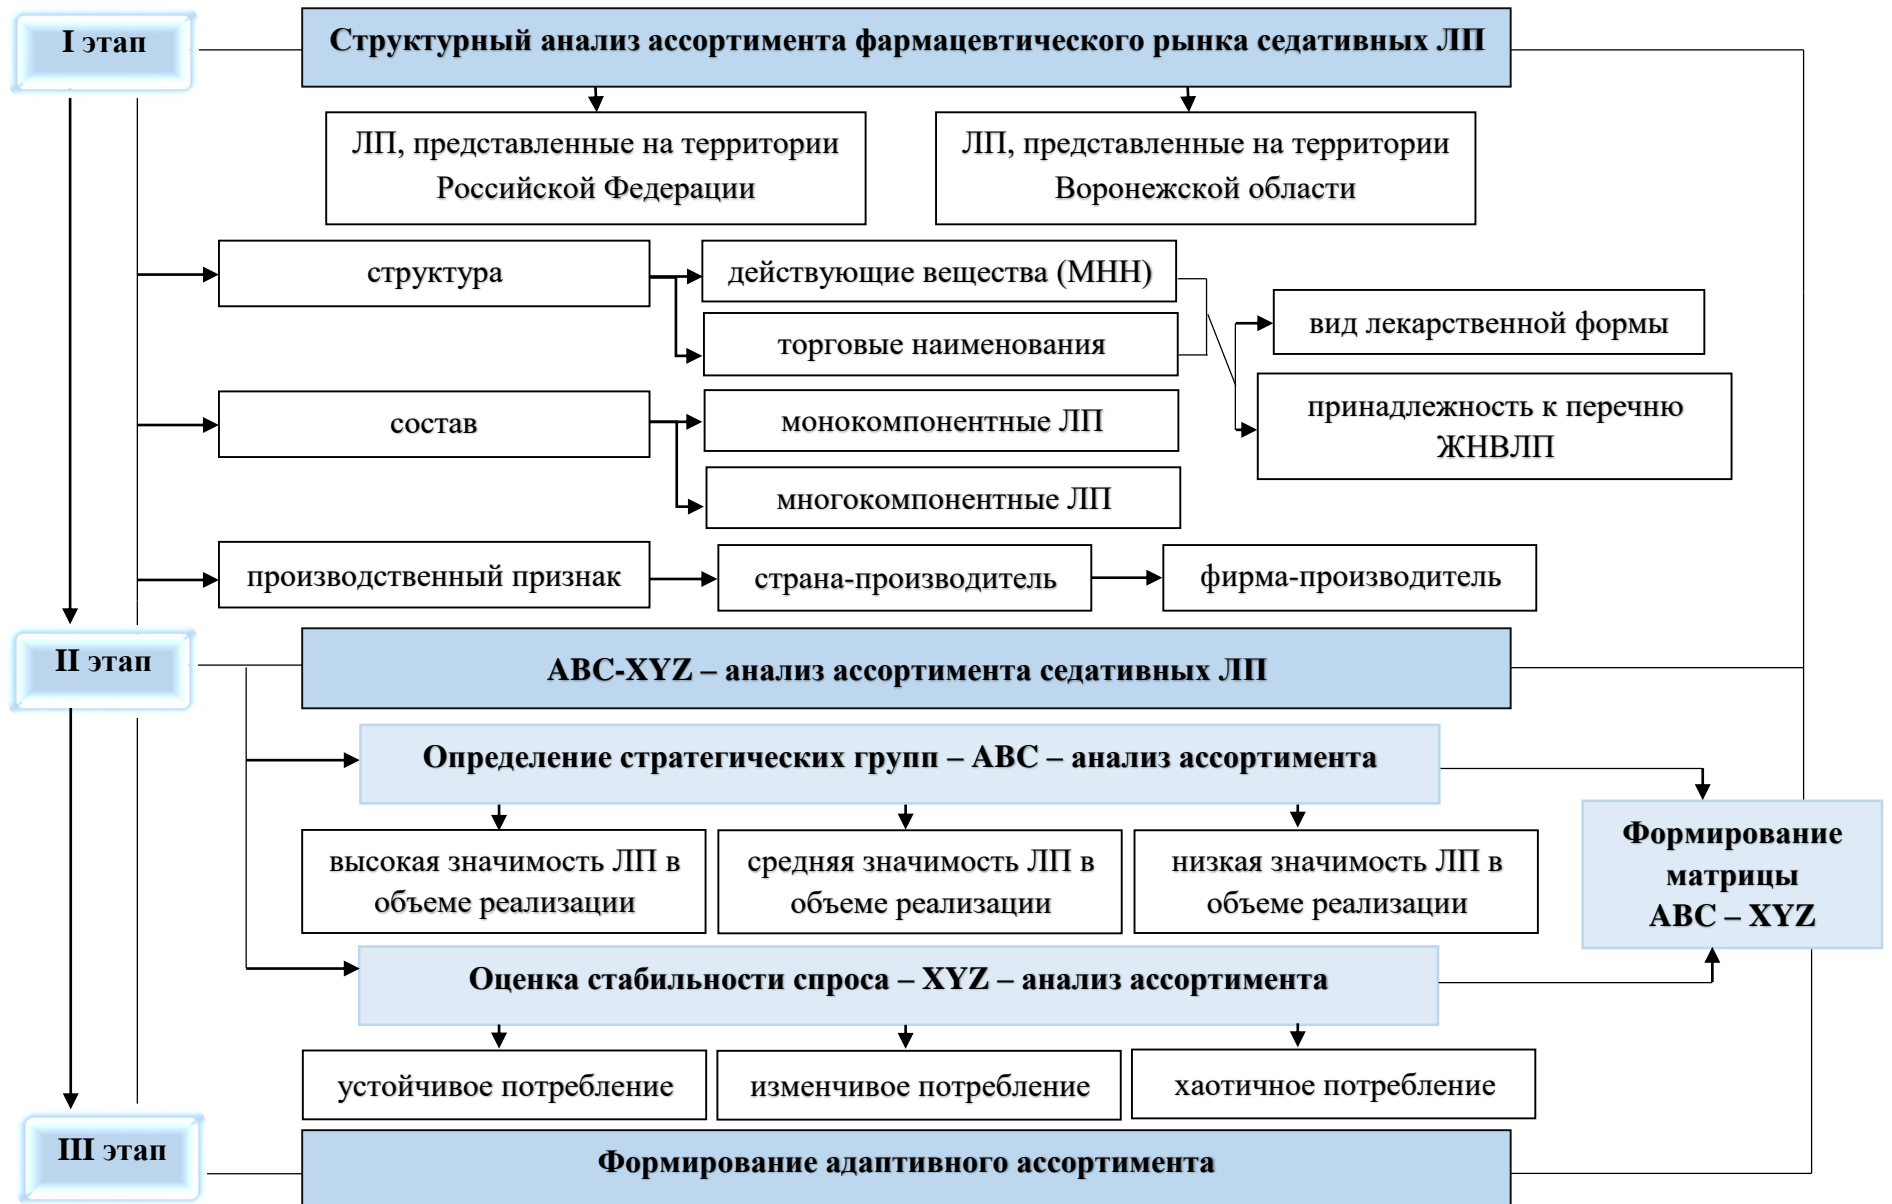 I этап
Структурный анализ ассортимента фармацевтического рынка седативных ЛП
ЛП, представленные на территории
Российской Федерации
ЛП, представленные на территории
Воронежской области
структура
действующие вещества (МНН)
торговые наименования
вид лекарственной формы
принадлежность к перечню
ЖНВЛП
состав
монокомпонентные ЛП
многокомпонентные ЛП
производственный признак
страна-производитель
фирма-производитель
II этап
ABC-XYZ – анализ ассортимента седативных ЛП
Определение стратегических групп – ABC – анализ ассортимента
высокая значимость ЛП в
объеме реализации
средняя значимость ЛП в
объеме реализации
низкая значимость ЛП в
объеме реализации
Формирование
матрицы
ABC – XYZ
Оценка стабильности спроса – XYZ – анализ ассортимента
устойчивое потребление
изменчивое потребление
хаотичное потребление
III этап
Формирование адаптивного ассортимента